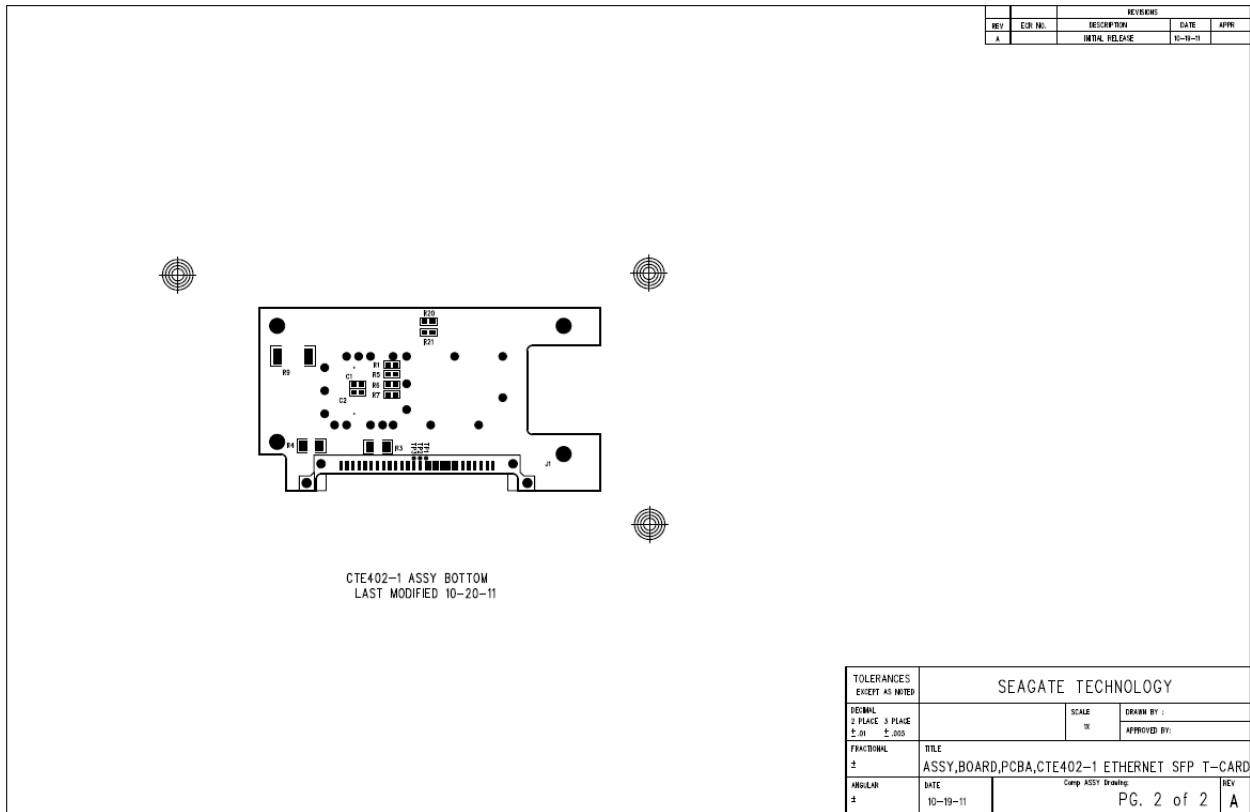 REVISIONS
REV ECR NO. DESCRIPTION DATE APPR
A INITIAL RELEASE 10-19-11
R20
R21
R9
R1
R5
C1
R6
C2
R7
R4
R3
TP3
TP2
TP1
J1
CTE402-1 ASSY BOTTOM
LAST MODIFIED 10-20-11
TOLERANCES
EXCEPT AS NOTED
SEAGATE TECHNOLOGY
DECIMAL
2 PLACE 3 PLACE
±.01 ±.005
SCALE
1X
DRAWN BY :
APPROVED BY:
FRACTIONAL
±
TITLE
ASSY,BOARD,PCBA,CTE402-1 ETHERNET SFP T-CARD
ANGULAR
±
DATE
10-19-11
Comp ASSY Drawing:
PG. 2 of 2
REV
A